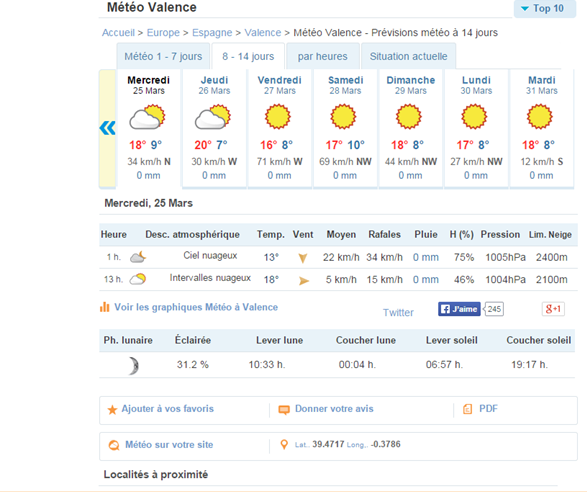 Météo Valence
Top 10
Accueil > Europe > Espagne > Valence > Météo Valence - Prévisions météo à 14 jours
Météo 1 - 7 jours
8 - 14 jours
par heures
Situation actuelle
Mercredi Jeudi Vendredi Samedi Dimanche Lundi Mardi
25 Mars 26 Mars 27 Mars 28 Mars 29 Mars 30 Mars 31 Mars
18° 9° 20° 7° 16° 8° 17° 10° 18° 8° 17° 8° 18° 8°
34 km/h N 30 km/h W 71 km/h W 69 km/h NW 44 km/h NW 27 km/h NW 12 km/h S
0 mm 0 mm 0 mm 0 mm 0 mm 0 mm 0 mm
Mercredi, 25 Mars
Heure Desc. atmosphérique Temp. Vent Moyen Rafales Pluie H (%) Pression Lim. Neige
1 h. Ciel nuageux 13° 22 km/h 34 km/h 0 mm 75% 1005hPa 2400m
13 h. Intervalles nuageux 18° 5 km/h 15 km/h 0 mm 46% 1004hPa 2100m
Voir les graphiques Météo à Valence
Twitter
J'aime 245
g+1
Ph. lunaire Éclairée Lever lune Coucher lune Lever soleil Coucher soleil
31.2 % 10:33 h. 00:04 h. 06:57 h. 19:17 h.
Ajouter à vos favoris
Donner votre avis
PDF
Météo sur votre site
Lat.. 39.4717 Long.. -0.3786
Localités à proximité